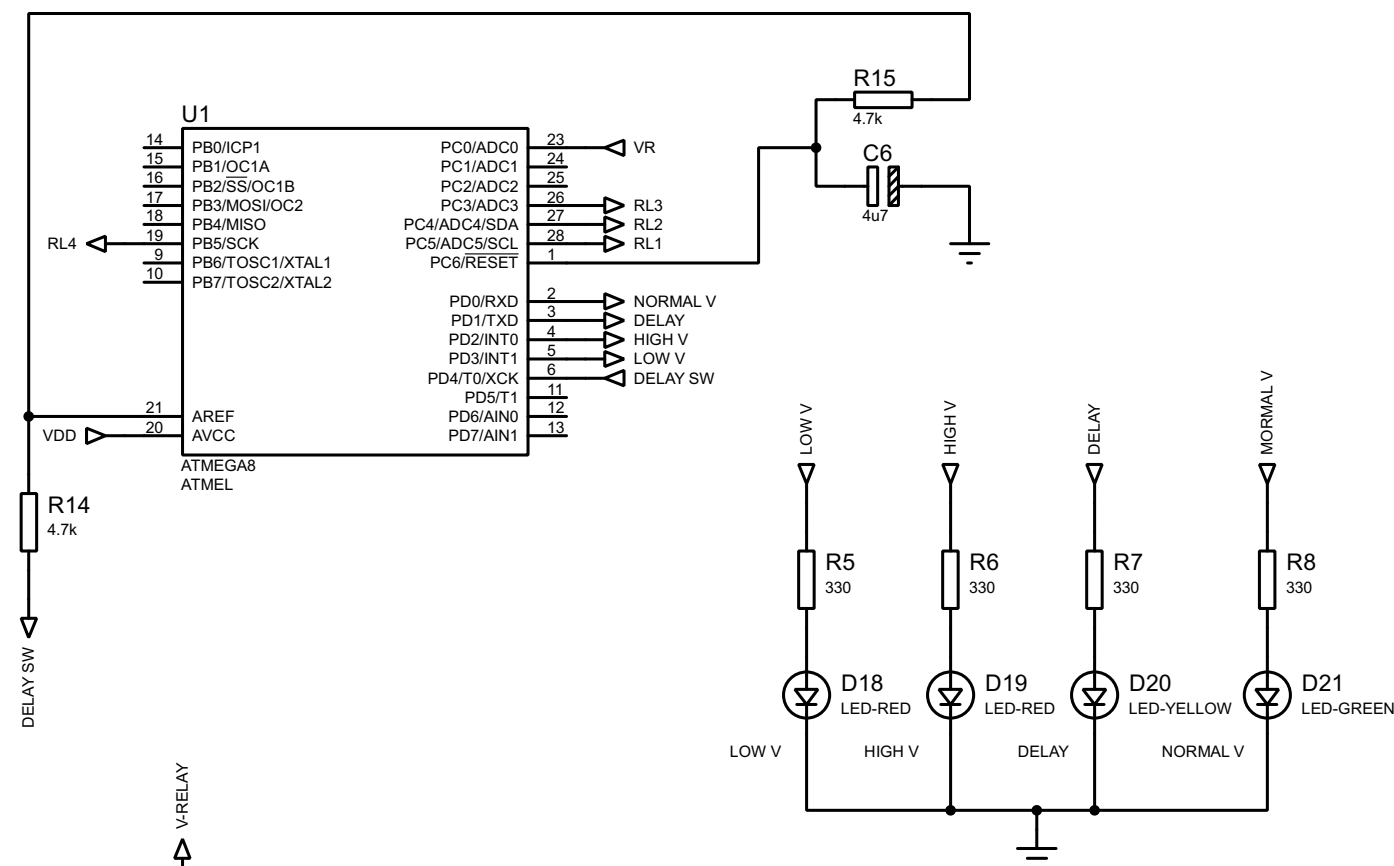 R15
4.7k
C6
4u7
U1
14 PB0/ICP1
15 PB1/OC1A
16 PB2/SS/OC1B
17 PB3/MOSI/OC2
18 PB4/MISO
RL4 19 PB5/SCK
9 PB6/TOSC1/XTAL1
10 PB7/TOSC2/XTAL2
PC0/ADC0 23 VR
PC1/ADC1 24
PC2/ADC2 25
PC3/ADC3 26 RL3
PC4/ADC4/SDA 27 RL2
PC5/ADC5/SCL 28 RL1
PC6/RESET 1
PD0/RXD 2 NORMAL V
PD1/TXD 3 DELAY
PD2/INT0 4 HIGH V
PD3/INT1 5 LOW V
PD4/T0/XCK 6 DELAY SW
PD5/T1 11
PD6/AIN0 12
PD7/AIN1 13
21 AREF
VDD 20 AVCC
ATMEGA8
ATMEL
R14
4.7k
DELAY SW
LOW V
HIGH V
DELAY
MORMAL V
R5
330
R6
330
R7
330
R8
330
D18
LED-RED
D19
LED-RED
D20
LED-YELLOW
D21
LED-GREEN
LOW V
HIGH V
DELAY
NORMAL V
V-RELAY